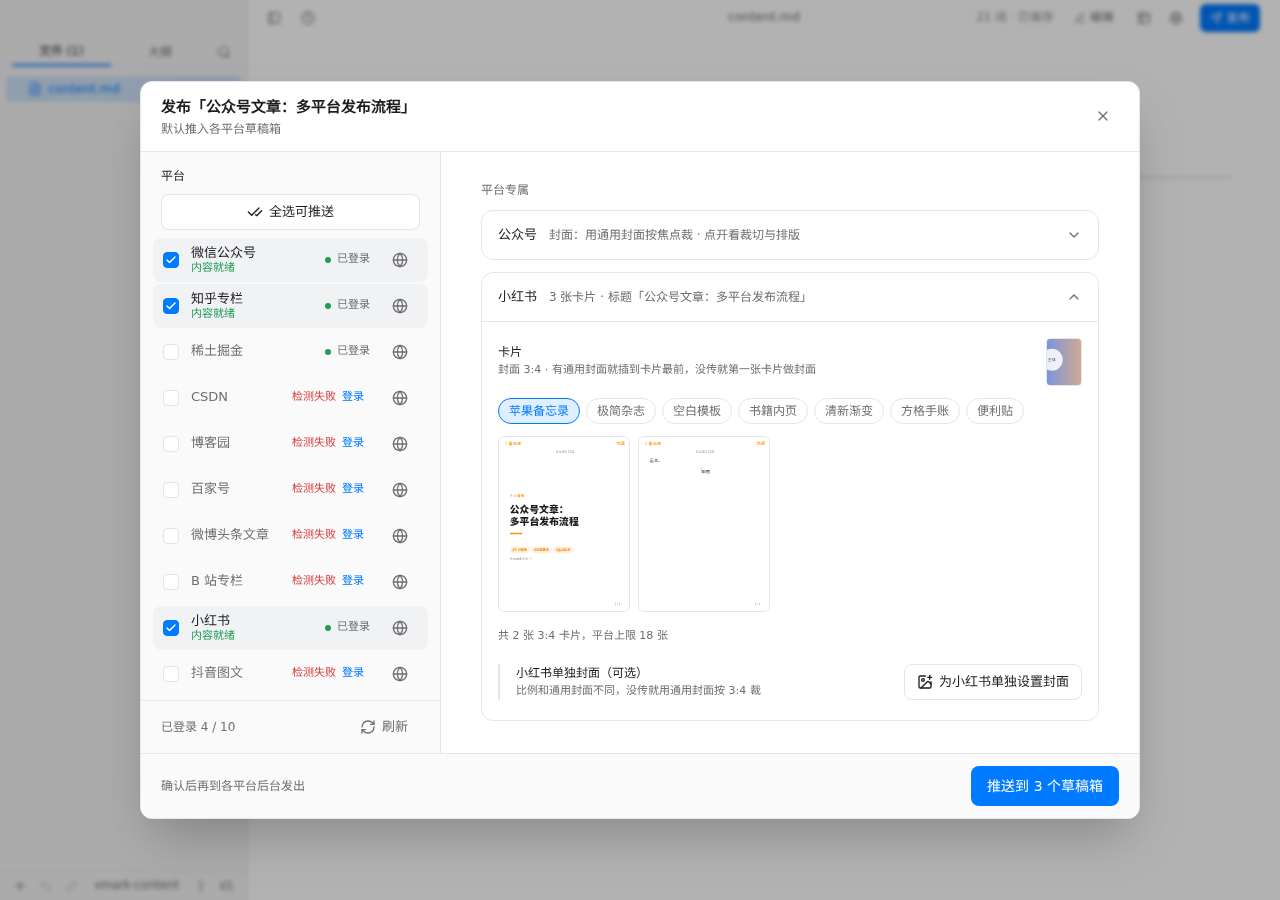 content.md
21 词 · 已保存
编辑
发布
文件 (1)
大纲
content.md
发布「公众号文章：多平台发布流程」
默认推入各平台草稿箱
平台
全选可推送
微信公众号
内容就绪
已登录
知乎专栏
内容就绪
已登录
稀土掘金
已登录
CSDN
检测失败 登录
博客园
检测失败 登录
百家号
检测失败 登录
微博头条文章
检测失败 登录
B 站专栏
检测失败 登录
小红书
内容就绪
已登录
抖音图文
检测失败 登录
已登录 4 / 10
刷新
平台专属
公众号 封面：用通用封面按焦点裁 · 点开看裁切与排版
小红书 3 张卡片 · 标题「公众号文章：多平台发布流程」
卡片
封面 3:4 · 有通用封面就插到卡片最前，没传就第一张卡片做封面
苹果备忘录
极简杂志
空白模板
书籍内页
清新渐变
方格手账
便利贴
公众号文章：
多平台发布流程
共 2 张 3:4 卡片，平台上限 18 张
小红书单独封面（可选）
比例和通用封面不同，没传就用通用封面按 3:4 裁
为小红书单独设置封面
确认后再到各平台后台发出
推送到 3 个草稿箱
vmark-content